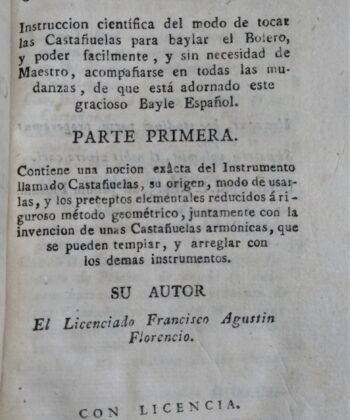 Instruccion científica del modo de tocar
las Castañuelas para baylar el Bolero,
y poder facilmente, y sin necesidad de
Maestro, acompañarse en todas las mu-
danzas, de que está adornado este
gracioso Bayle Español.
PARTE PRIMERA.
Contiene una nocion exâcta del Instrumento
llamado Castañuelas, su origen, modo de usar-
las, y los preceptos elementales reducidos á ri-
guroso método geométrico, juntamente con la
invencion de unas Castañuelas armónicas, que
se pueden templar, y arreglar con
los demas instrumentos.
SU AUTOR
El Licenciado Francisco Agustin
Florencio.
CON LICENCIA.